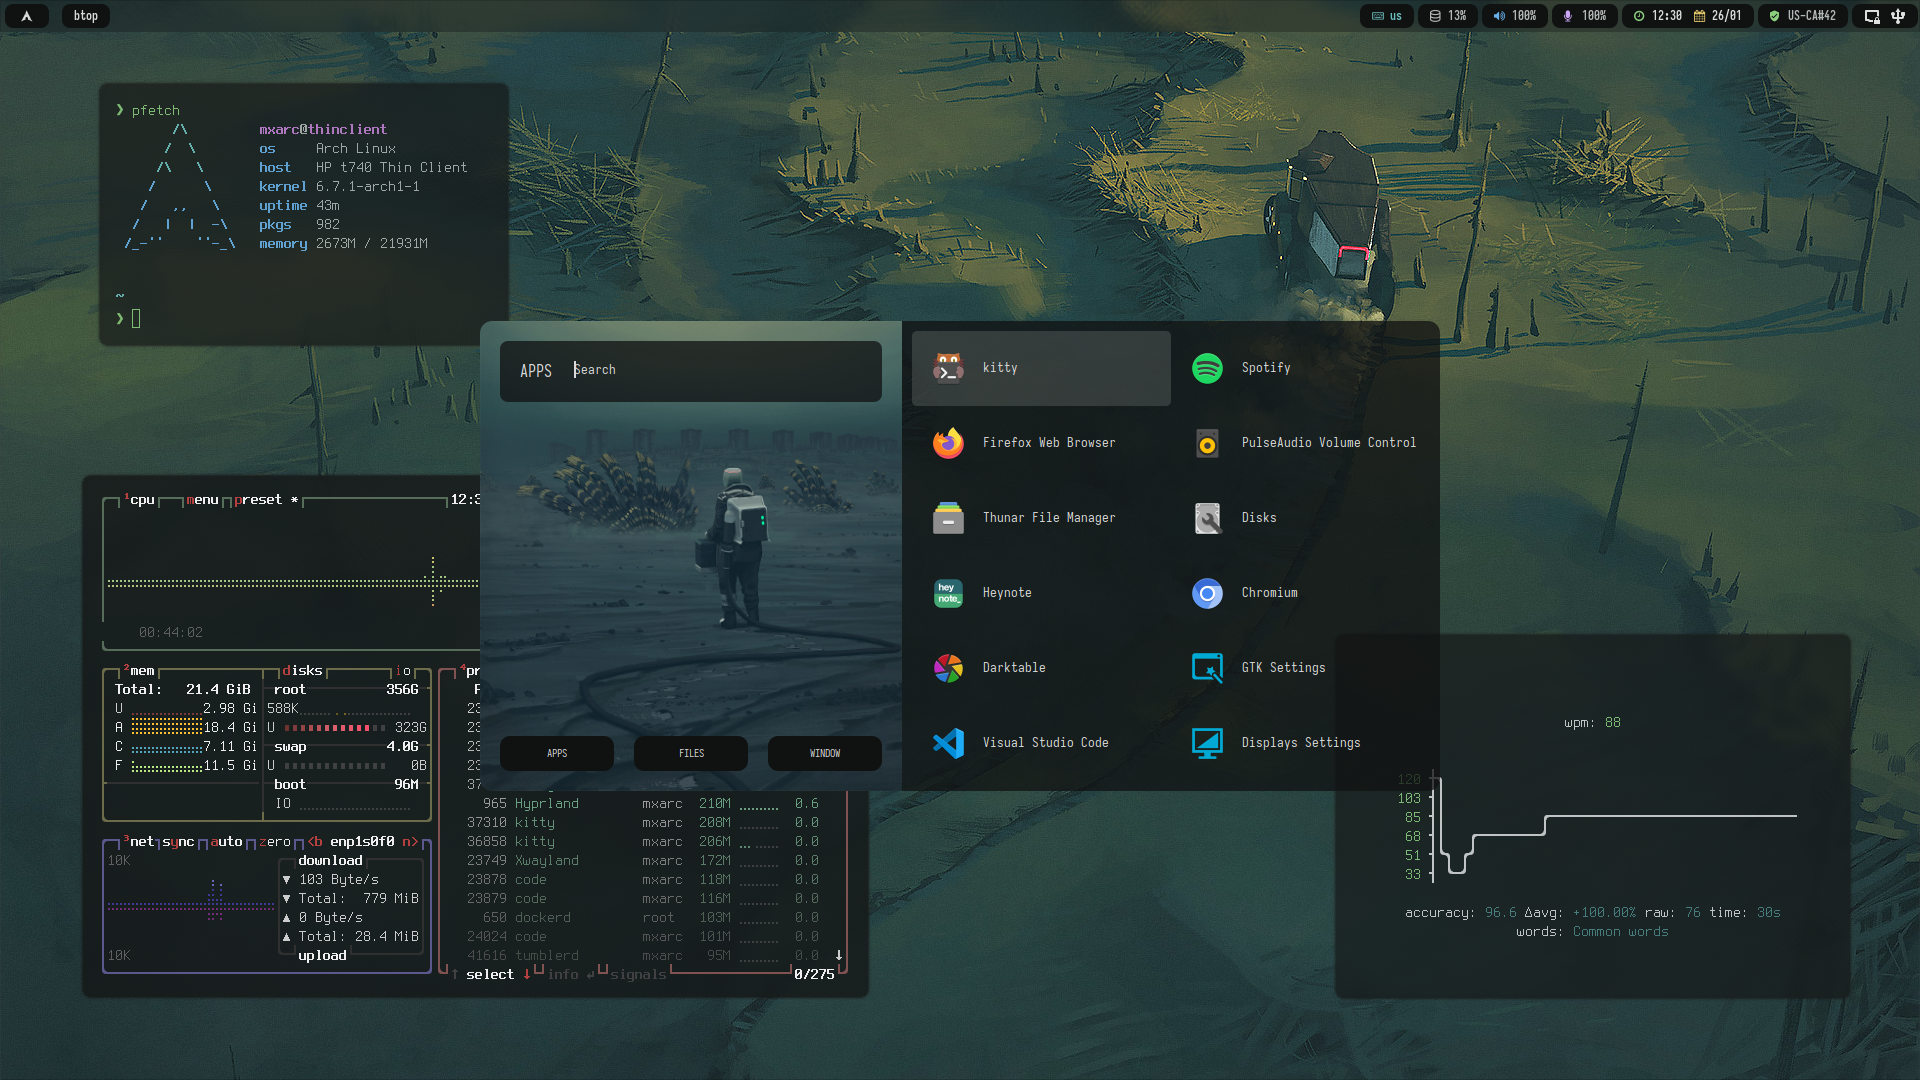 btop
us 13% 100% 100% 12:30 26/01 US-CA#42
❯ pfetch
mxarc@thinclient
os Arch Linux
host HP t740 Thin Client
kernel 6.7.1-arch1-1
uptime 43m
pkgs 982
memory 2673M / 21931M
~
❯
APPS Search
APPS FILES WINDOW
kitty
Spotify
Firefox Web Browser
PulseAudio Volume Control
Thunar File Manager
Disks
Heynote
Chromium
Darktable
GTK Settings
Visual Studio Code
Displays Settings
1cpu menu preset * 12:3
00:44:02
2mem disks io
Total: 21.4 GiB root 356G
U 2.98 Gi 588K
A 18.4 Gi U 323G
C 7.11 Gi swap 4.0G
F 11.5 Gi U 0B
boot 96M
IO
3net sync auto zero <b enp1s0f0 n>
10K download
▼ 103 Byte/s
▼ Total: 779 MiB
▲ 0 Byte/s
▲ Total: 28.4 MiB
10K upload
4pr
P
23
23
23
23
37
965 Hyprland mxarc 210M 0.6
37310 kitty mxarc 208M 0.0
36858 kitty mxarc 206M 0.0
23749 Xwayland mxarc 172M 0.0
23878 code mxarc 118M 0.0
23879 code mxarc 116M 0.0
650 dockerd root 103M 0.0
24024 code mxarc 101M 0.0
41616 tumblerd mxarc 95M 0.0 ↓
↑ select ↓ info ↵ signals 0/275
wpm: 88
120
103
85
68
51
33
accuracy: 96.6 Δavg: +100.00% raw: 76 time: 30s
words: Common words